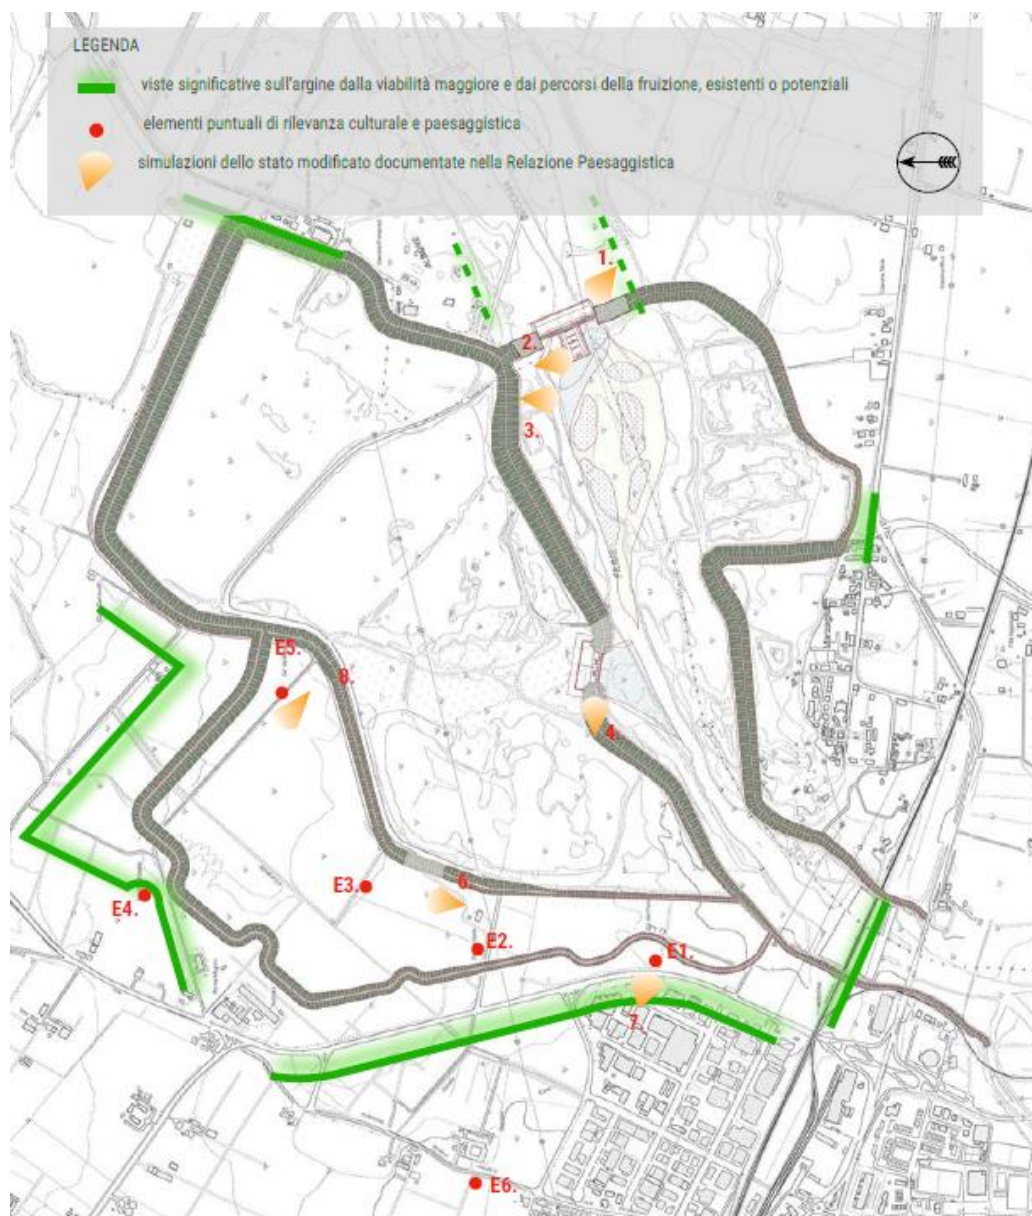 LEGENDA
viste significative sull'argine dalla viabilità maggiore e dai percorsi della fruizione, esistenti o potenziali
elementi puntuali di rilevanza culturale e paesaggistica
simulazioni dello stato modificato documentate nella Relazione Paesaggistica
1.
2.
3.
E5.
8.
4.
E3.
6.
E4.
E2.
E1.
7.
E6.